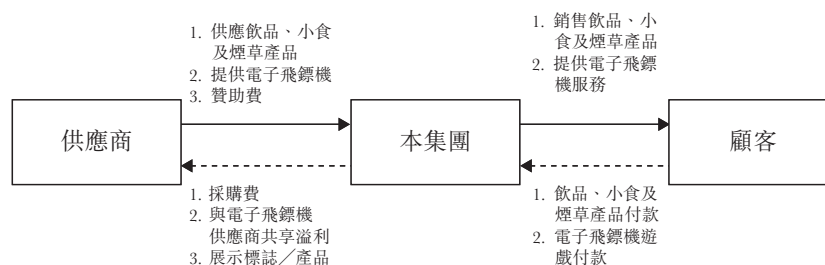 1. 供應飲品、小食
及煙草產品
2. 提供電子飛鏢機
3. 贊助費
1. 銷售飲品、小
食及煙草產品
2. 提供電子飛鏢
機服務
供應商
本集團
顧客
1. 採購費
2. 與電子飛鏢機
供應商共享溢利
3. 展示標誌／產品
1. 飲品、小食及
煙草產品付款
2. 電子飛鏢機遊
戲付款